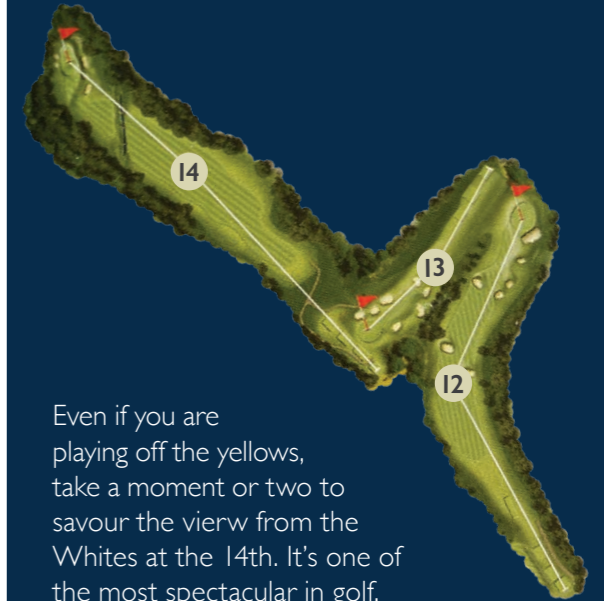 14
13
12
Even if you are
playing off the yellows,
take a moment or two to
savour the vierw from the
Whites at the 14th. It's one of
the most spectacular in golf.